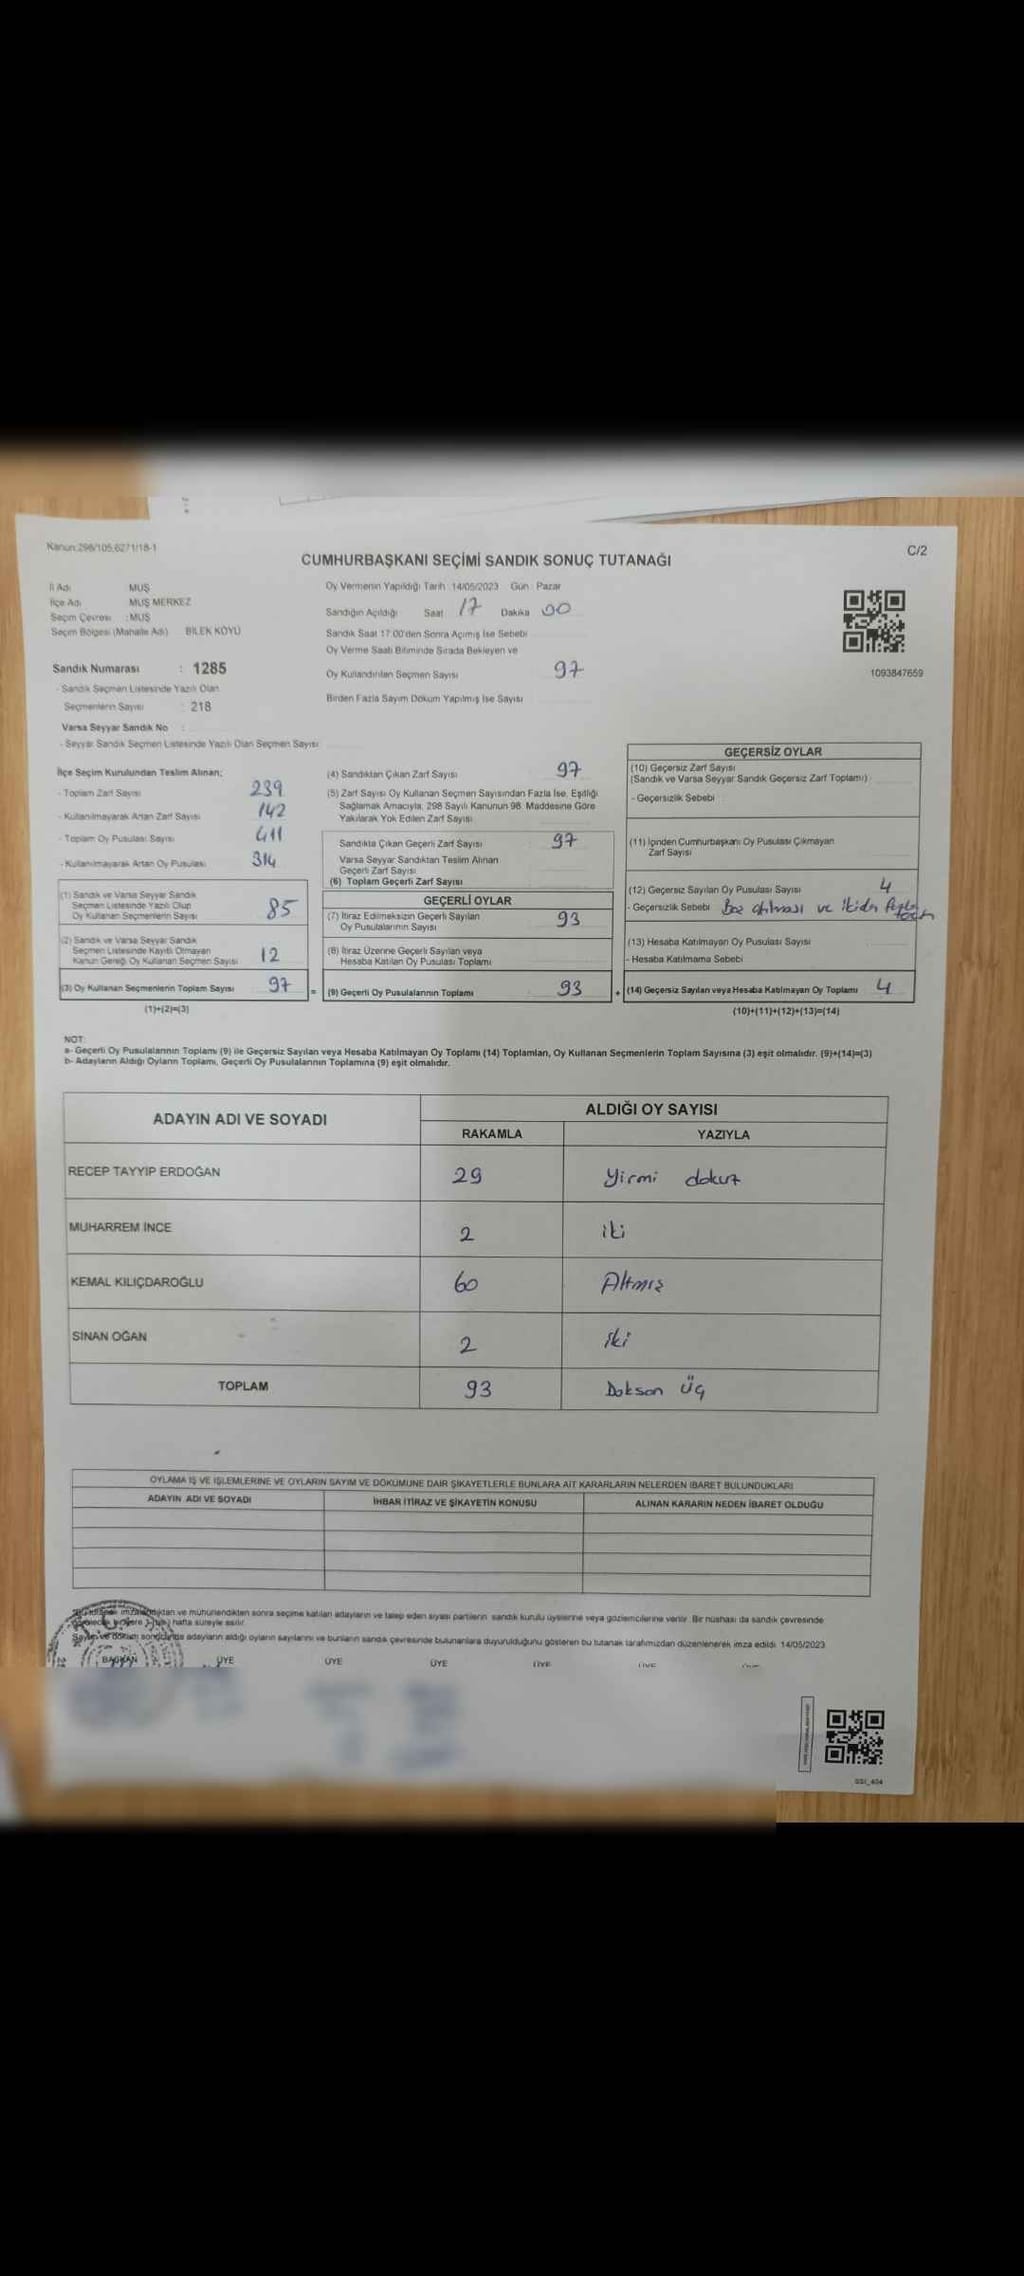 Kanun:298/105,6271/18-1
C/2
CUMHURBAŞKANI SEÇİMİ SANDIK SONUÇ TUTANAĞI
İl Adı : MUŞ
İlçe Adı : MUŞ MERKEZ
Seçim Çevresi : MUŞ
Seçim Bölgesi (Mahalle Adı) BİLEK KÖYÜ
Sandık Numarası : 1285
- Sandık Seçmen Listesinde Yazılı Olan
Seçmenlerin Sayısı : 218
Varsa Seyyar Sandık No :
- Seyyar Sandık Seçmen Listesinde Yazılı Olan Seçmen Sayısı
Oy Vermenin Yapıldığı Tarih : 14/05/2023 Gün : Pazar
Sandığın Açıldığı Saat 17 Dakika 00
Sandık Saat 17:00'den Sonra Açılmış İse Sebebi
Oy Verme Saati Bitiminde Sırada Bekleyen ve
Oy Kullandırılan Seçmen Sayısı 97
Birden Fazla Sayım Döküm Yapılmış İse Sayısı
1093847659
İlçe Seçim Kurulundan Teslim Alınan;
- Toplam Zarf Sayısı 239
- Kullanılmayarak Artan Zarf Sayısı 142
- Toplam Oy Pusulası Sayısı 411
- Kullanılmayarak Artan Oy Pusulası 314
(1) Sandık ve Varsa Seyyar Sandık
Seçmen Listesinde Yazılı Olup
Oy Kullanan Seçmenlerin Sayısı 85
(2) Sandık ve Varsa Seyyar Sandık
Seçmen Listesinde Kayıtlı Olmayan
Kanun Gereği Oy Kullanan Seçmen Sayısı 12
(3) Oy Kullanan Seçmenlerin Toplam Sayısı 97
(1)+(2)=(3)
(4) Sandıktan Çıkan Zarf Sayısı 97
(5) Zarf Sayısı Oy Kullanan Seçmen Sayısından Fazla İse, Eşitliği
Sağlamak Amacıyla, 298 Sayılı Kanunun 98. Maddesine Göre
Yakılarak Yok Edilen Zarf Sayısı
Sandıkta Çıkan Geçerli Zarf Sayısı 97
Varsa Seyyar Sandıktan Teslim Alınan
Geçerli Zarf Sayısı
(6) Toplam Geçerli Zarf Sayısı
GEÇERLİ OYLAR
(7) İtiraz Edilmeksizin Geçerli Sayılan
Oy Pusulalarının Sayısı 93
(8) İtiraz Üzerine Geçerli Sayılan veya
Hesaba Katılan Oy Pusulası Toplamı
= (9) Geçerli Oy Pusulalarının Toplamı 93
GEÇERSİZ OYLAR
(10) Geçersiz Zarf Sayısı
(Sandık ve Varsa Seyyar Sandık Geçersiz Zarf Toplamı)
- Geçersizlik Sebebi
(11) İçinden Cumhurbaşkanı Oy Pusulası Çıkmayan
Zarf Sayısı
(12) Geçersiz Sayılan Oy Pusulası Sayısı 4
- Geçersizlik Sebebi Boş atılması ve ikiden fazla
(13) Hesaba Katılmayan Oy Pusulası Sayısı
- Hesaba Katılmama Sebebi
+ (14) Geçersiz Sayılan veya Hesaba Katılmayan Oy Toplamı 4
(10)+(11)+(12)+(13)=(14)
NOT:
a- Geçerli Oy Pusulalarının Toplamı (9) ile Geçersiz Sayılan veya Hesaba Katılmayan Oy Toplamı (14) Toplamları, Oy Kullanan Seçmenlerin Toplam Sayısına (3) eşit olmalıdır. (9)+(14)=(3)
b- Adayların Aldığı Oyların Toplamı, Geçerli Oy Pusulalarının Toplamına (9) eşit olmalıdır.
ADAYIN ADI VE SOYADI
ALDIĞI OY SAYISI
RAKAMLA YAZIYLA
RECEP TAYYİP ERDOĞAN 29 Yirmi dokuz
MUHARREM İNCE 2 iki
KEMAL KILIÇDAROĞLU 60 Altmış
SİNAN OĞAN 2 iki
TOPLAM 93 Doksan Üç
OYLAMA İŞ VE İŞLEMLERİNE VE OYLARIN SAYIM VE DÖKÜMÜNE DAİR ŞİKAYETLERLE BUNLARA AİT KARARLARIN NELERDEN İBARET BULUNDUKLARI
ADAYIN ADI VE SOYADI İHBAR İTİRAZ VE ŞİKAYETİN KONUSU ALINAN KARARIN NEDEN İBARET OLDUĞU
imzalandıktan ve mühürlendikten sonra seçime katılan adayların ve talep eden siyasi partilerin sandık kurulu üyelerine veya gözlemcilerine verilir. Bir nüshası da sandık çevresinde
hafta süreyle asılır.
Sayım ve döküm sonucunda adayların aldığı oyların sayılarını ve bunların sandık çevresinde bulunanlara duyurulduğunu gösteren bu tutanak tarafımızdan düzenlenerek imza edildi. 14/05/2023
BAŞKAN ÜYE ÜYE ÜYE ÜYE ÜYE